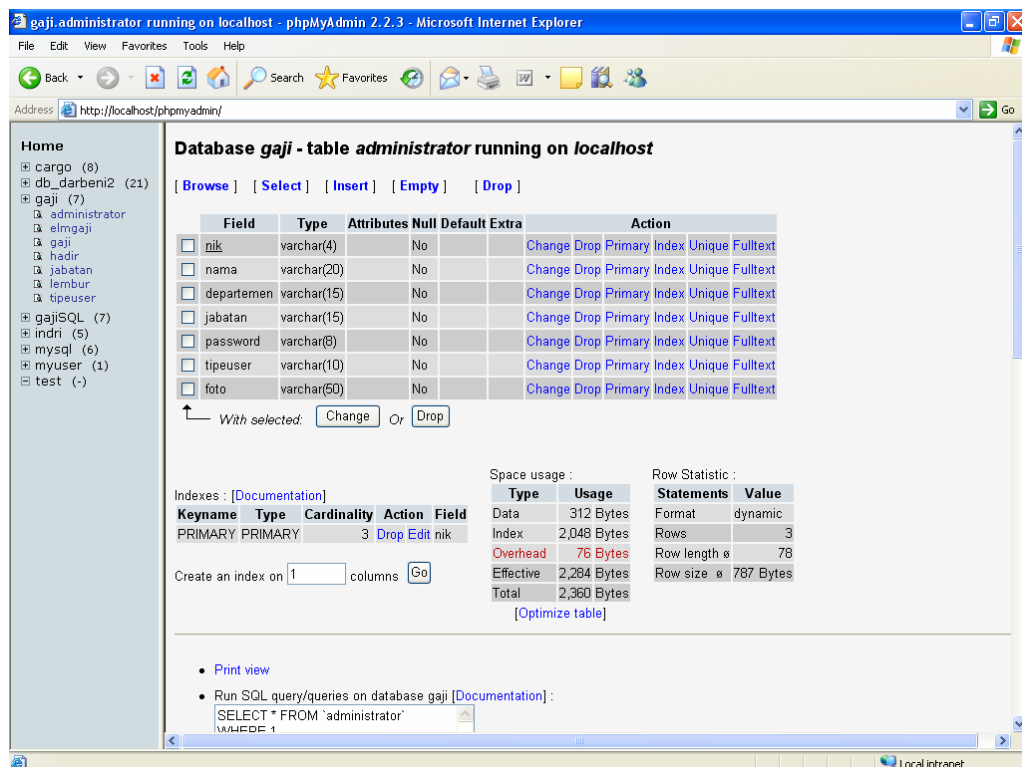 gaji.administrator running on localhost - phpMyAdmin 2.2.3 - Microsoft Internet Explorer
File Edit View Favorites Tools Help
Back Search Favorites
Address http://localhost/phpmyadmin/ Go
Home
cargo (8)
db_darbeni2 (21)
gaji (7)
administrator
elmgaji
gaji
hadir
jabatan
lembur
tipeuser
gajiSQL (7)
indri (5)
mysql (6)
myuser (1)
test (-)
Database gaji - table administrator running on localhost
[ Browse ] [ Select ] [ Insert ] [ Empty ] [ Drop ]
Field Type Attributes Null Default Extra Action
nik varchar(4) No Change Drop Primary Index Unique Fulltext
nama varchar(20) No Change Drop Primary Index Unique Fulltext
departemen varchar(15) No Change Drop Primary Index Unique Fulltext
jabatan varchar(15) No Change Drop Primary Index Unique Fulltext
password varchar(8) No Change Drop Primary Index Unique Fulltext
tipeuser varchar(10) No Change Drop Primary Index Unique Fulltext
foto varchar(50) No Change Drop Primary Index Unique Fulltext
With selected: Change Or Drop
Indexes : [Documentation]
Keyname Type Cardinality Action Field
PRIMARY PRIMARY 3 Drop Edit nik
Create an index on 1 columns Go
Space usage :
Type Usage
Data 312 Bytes
Index 2,048 Bytes
Overhead 76 Bytes
Effective 2,284 Bytes
Total 2,360 Bytes
[Optimize table]
Row Statistic :
Statements Value
Format dynamic
Rows 3
Row length ø 78
Row size ø 787 Bytes
Print view
Run SQL query/queries on database gaji [Documentation] :
SELECT * FROM `administrator`
WHERE 1
Local intranet